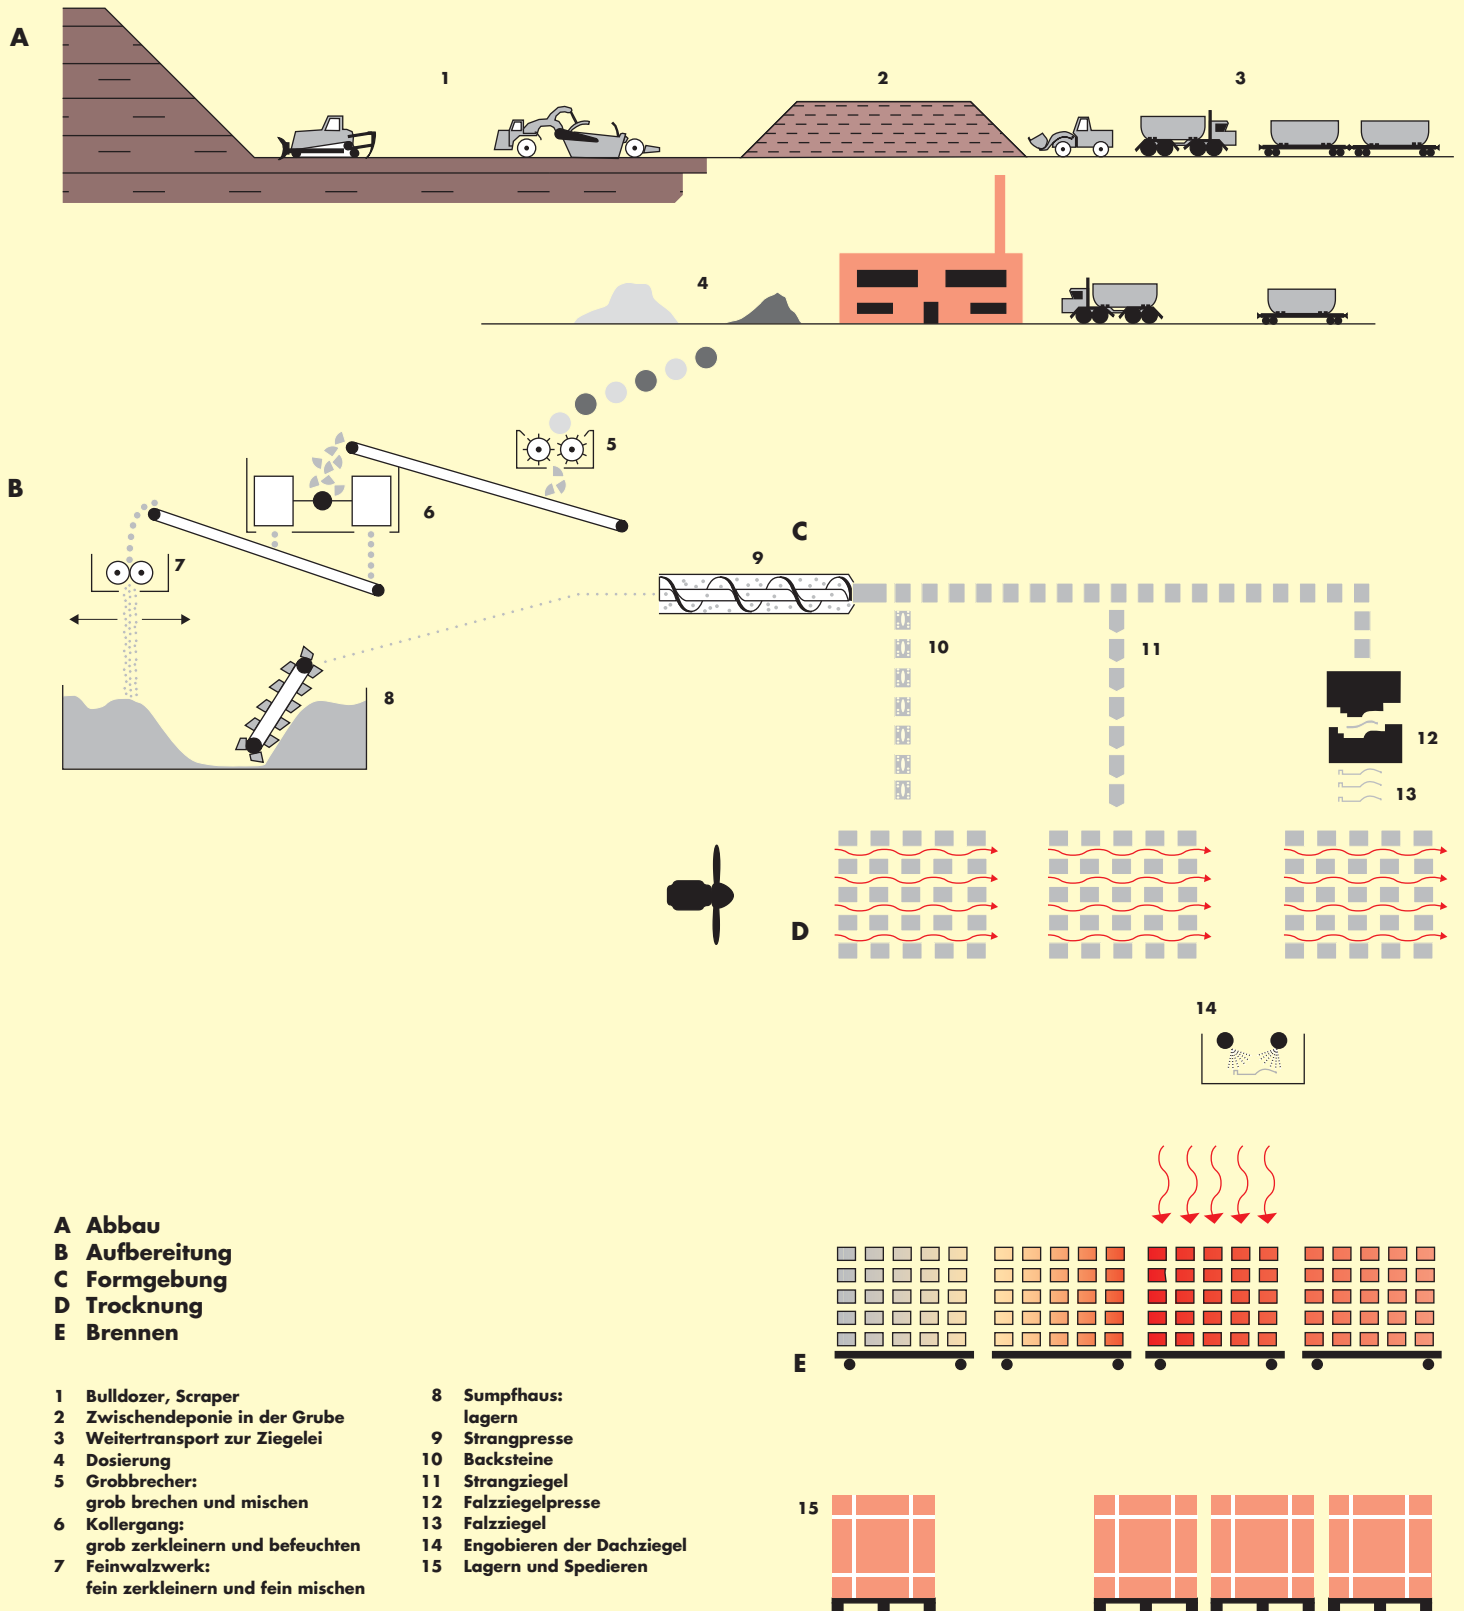 A
1
2
3
4
5
B
6
7
C
9
10
11
8
12
13
D
14
A Abbau
B Aufbereitung
C Formgebung
D Trocknung
E Brennen
E
1 Bulldozer, Scraper
2 Zwischendeponie in der Grube
3 Weitertransport zur Ziegelei
4 Dosierung
5 Grobbrecher:
grob brechen und mischen
6 Kollergang:
grob zerkleinern und befeuchten
7 Feinwalzwerk:
fein zerkleinern und fein mischen
8 Sumpfhaus:
lagern
9 Strangpresse
10 Backsteine
11 Strangziegel
12 Falzziegelpresse
13 Falzziegel
14 Engobieren der Dachziegel
15 Lagern und Spedieren
15